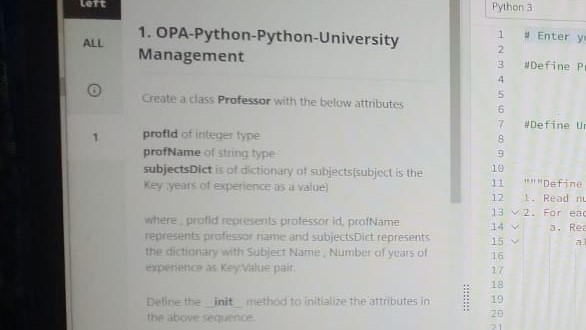 left
ALL
1. OPA-Python-Python-University
Management
Create a class Professor with the below attributes
1
profId of integer type
profName of string type
subjectsDict is of dictionary of subjects(subject is the
Key :years of experience as a value)
where , profId represents professor id, profName
represents professor name and subjectsDict represents
the dictionary with Subject Name , Number of years of
experience as Key:Value pair.
Define the __init__ method to initialize the attributes in
the above sequence.
Python 3
1 # Enter yo
2
3 #Define Pr
4
5
6
7 #Define Un
8
9
10
11 """Define
12 1. Read nu
13 2. For eac
14 a. Rea
15 al
16
17
18
19
20
21